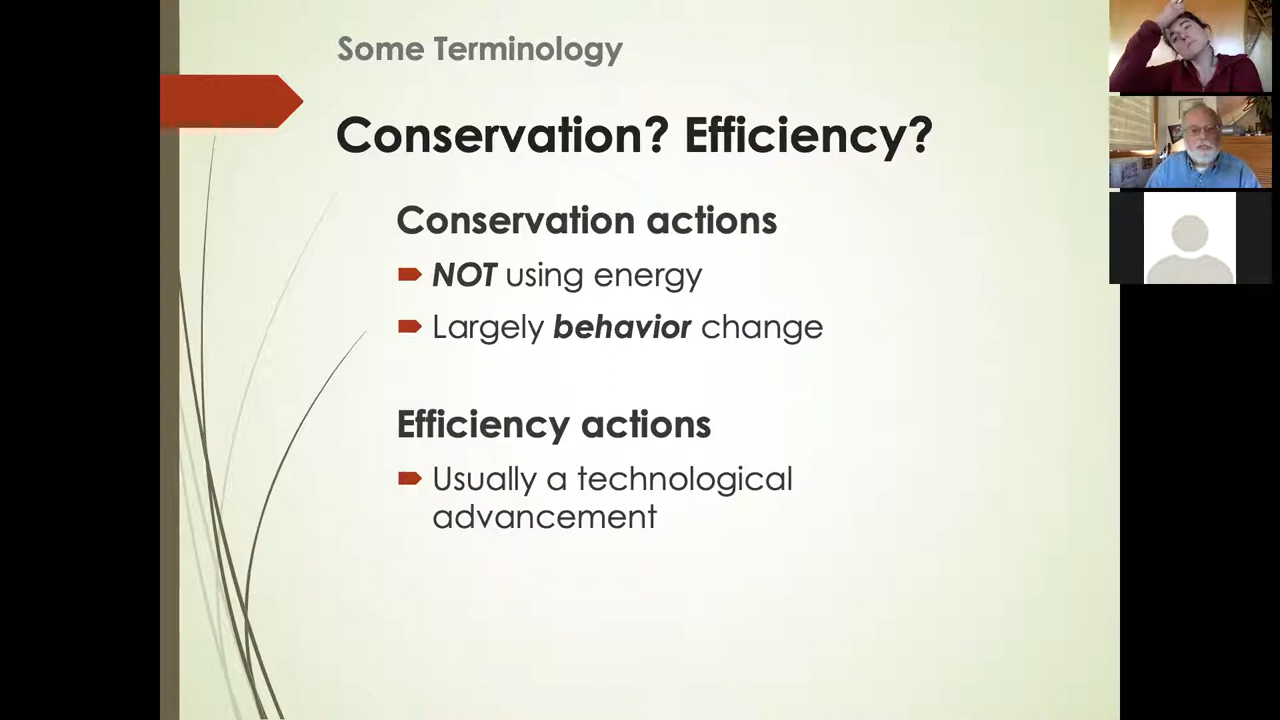 Some Terminology
Conservation? Efficiency?
Conservation actions
NOT using energy
Largely behavior change
Efficiency actions
Usually a technological
advancement